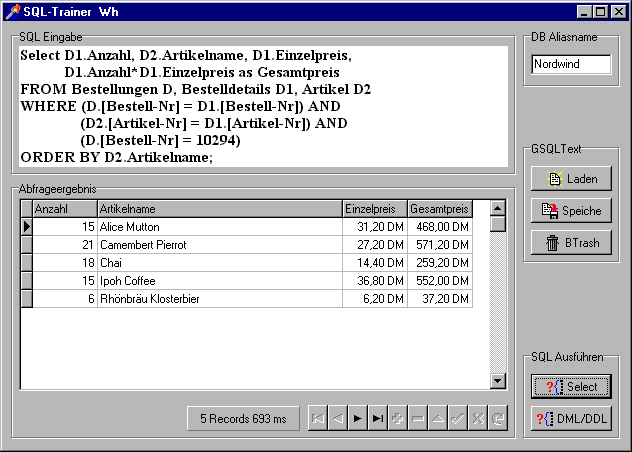 SQL-Trainer Wh
SQL Eingabe
Select D1.Anzahl, D2.Artikelname, D1.Einzelpreis,
D1.Anzahl*D1.Einzelpreis as Gesamtpreis
FROM Bestellungen D, Bestelldetails D1, Artikel D2
WHERE (D.[Bestell-Nr] = D1.[Bestell-Nr]) AND
(D2.[Artikel-Nr] = D1.[Artikel-Nr]) AND
(D.[Bestell-Nr] = 10294)
ORDER BY D2.Artikelname;
DB Aliasname
Nordwind
GSQLText
Laden
Speiche
BTrash
Abfrageergebnis
Anzahl Artikelname Einzelpreis Gesamtpreis
15 Alice Mutton 31,20 DM 468,00 DM
21 Camembert Pierrot 27,20 DM 571,20 DM
18 Chai 14,40 DM 259,20 DM
15 Ipoh Coffee 36,80 DM 552,00 DM
6 Rhönbräu Klosterbier 6,20 DM 37,20 DM
5 Records 693 ms
SQL Ausführen
?{ Select
?{ DML/DDL